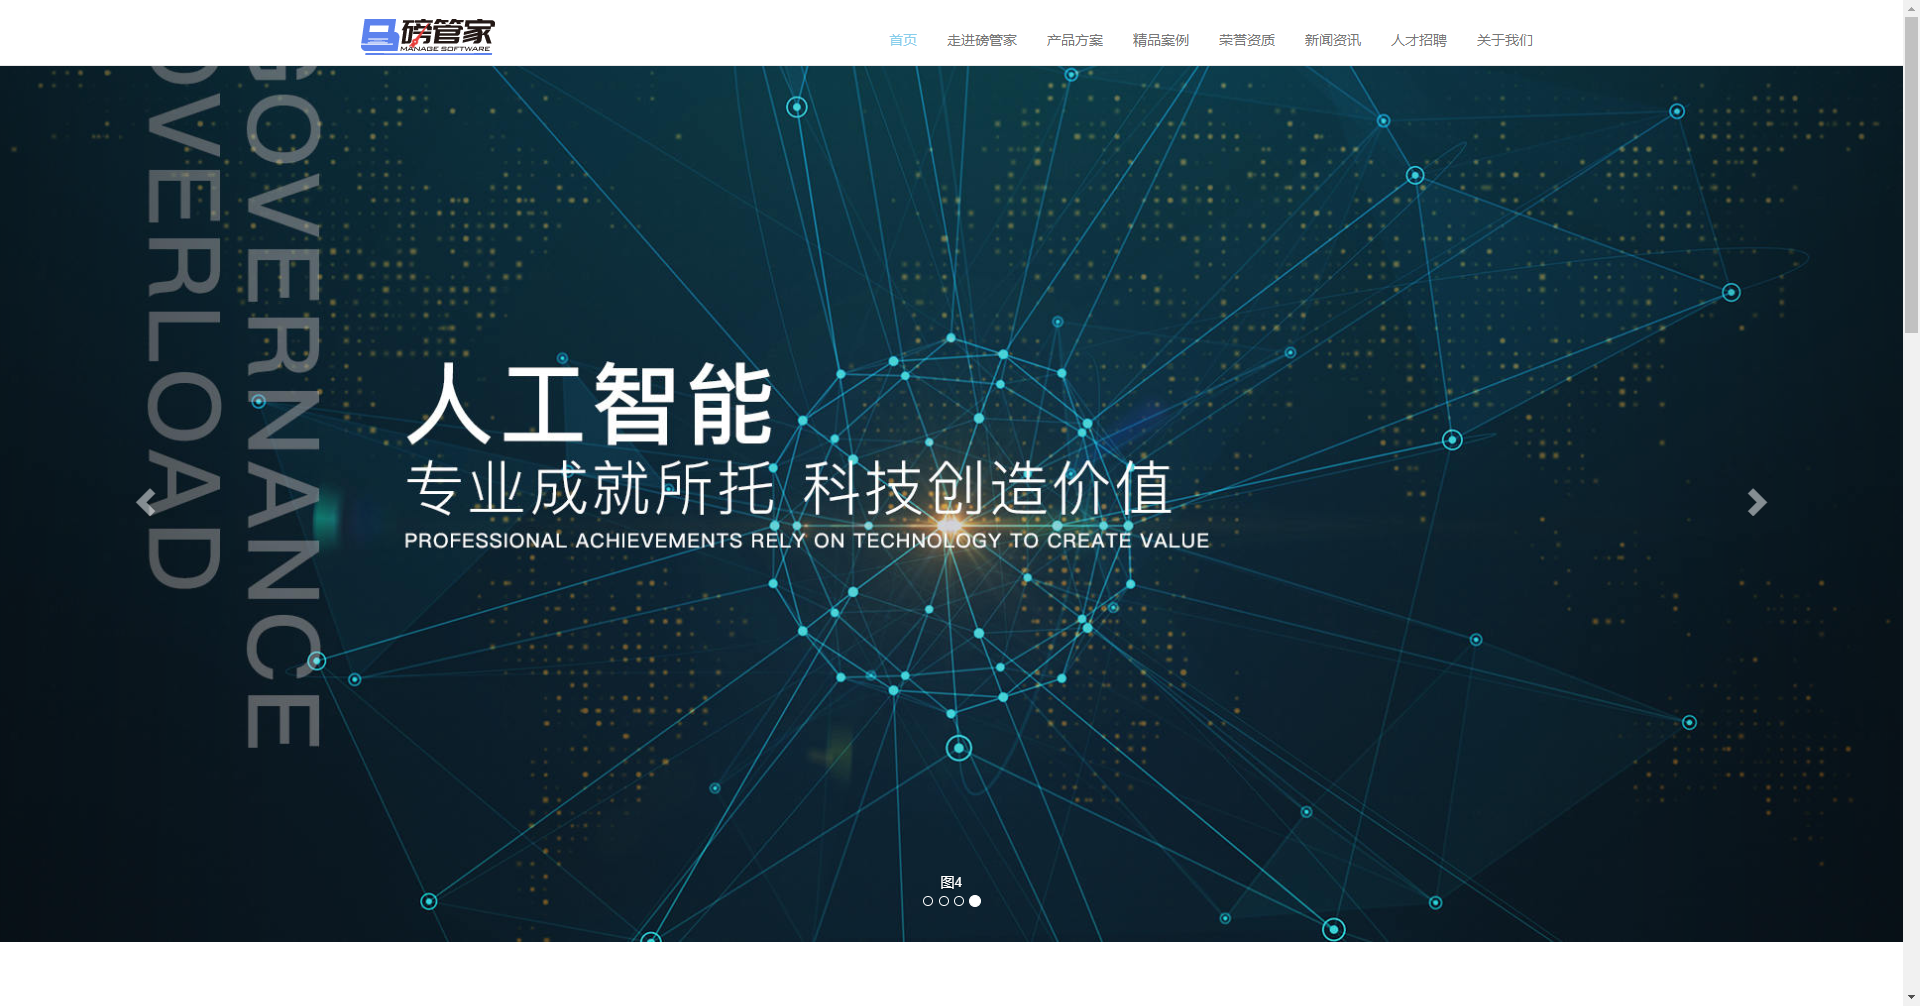 磅管家
MANAGE SOFTWARE
首页 走进磅管家 产品方案 精品案例 荣誉资质 新闻资讯 人才招聘 关于我们
GOVERNANCE
OVERLOAD
人工智能
专业成就所托 科技创造价值
PROFESSIONAL ACHIEVEMENTS RELY ON TECHNOLOGY TO CREATE VALUE
图4